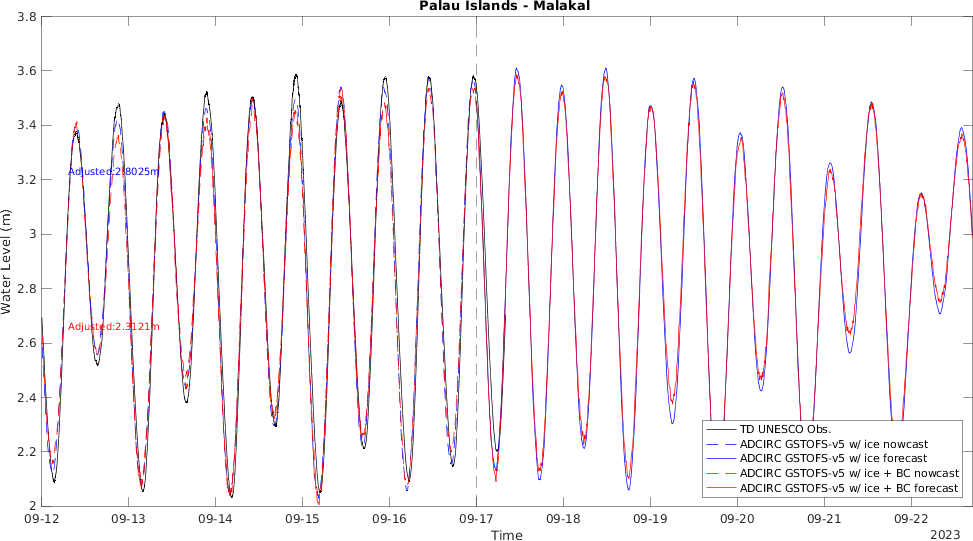 Palau Islands - Malakal
3.8
3.6
3.4
3.2
3
2.8
2.6
2.4
2.2
2
Water Level (m)
Adjusted:2.8025m
Adjusted:2.3121m
TD UNESCO Obs.
ADCIRC GSTOFS-v5 w/ ice nowcast
ADCIRC GSTOFS-v5 w/ ice forecast
ADCIRC GSTOFS-v5 w/ ice + BC nowcast
ADCIRC GSTOFS-v5 w/ ice + BC forecast
09-12 09-13 09-14 09-15 09-16 09-17 09-18 09-19 09-20 09-21 09-22
Time
2023